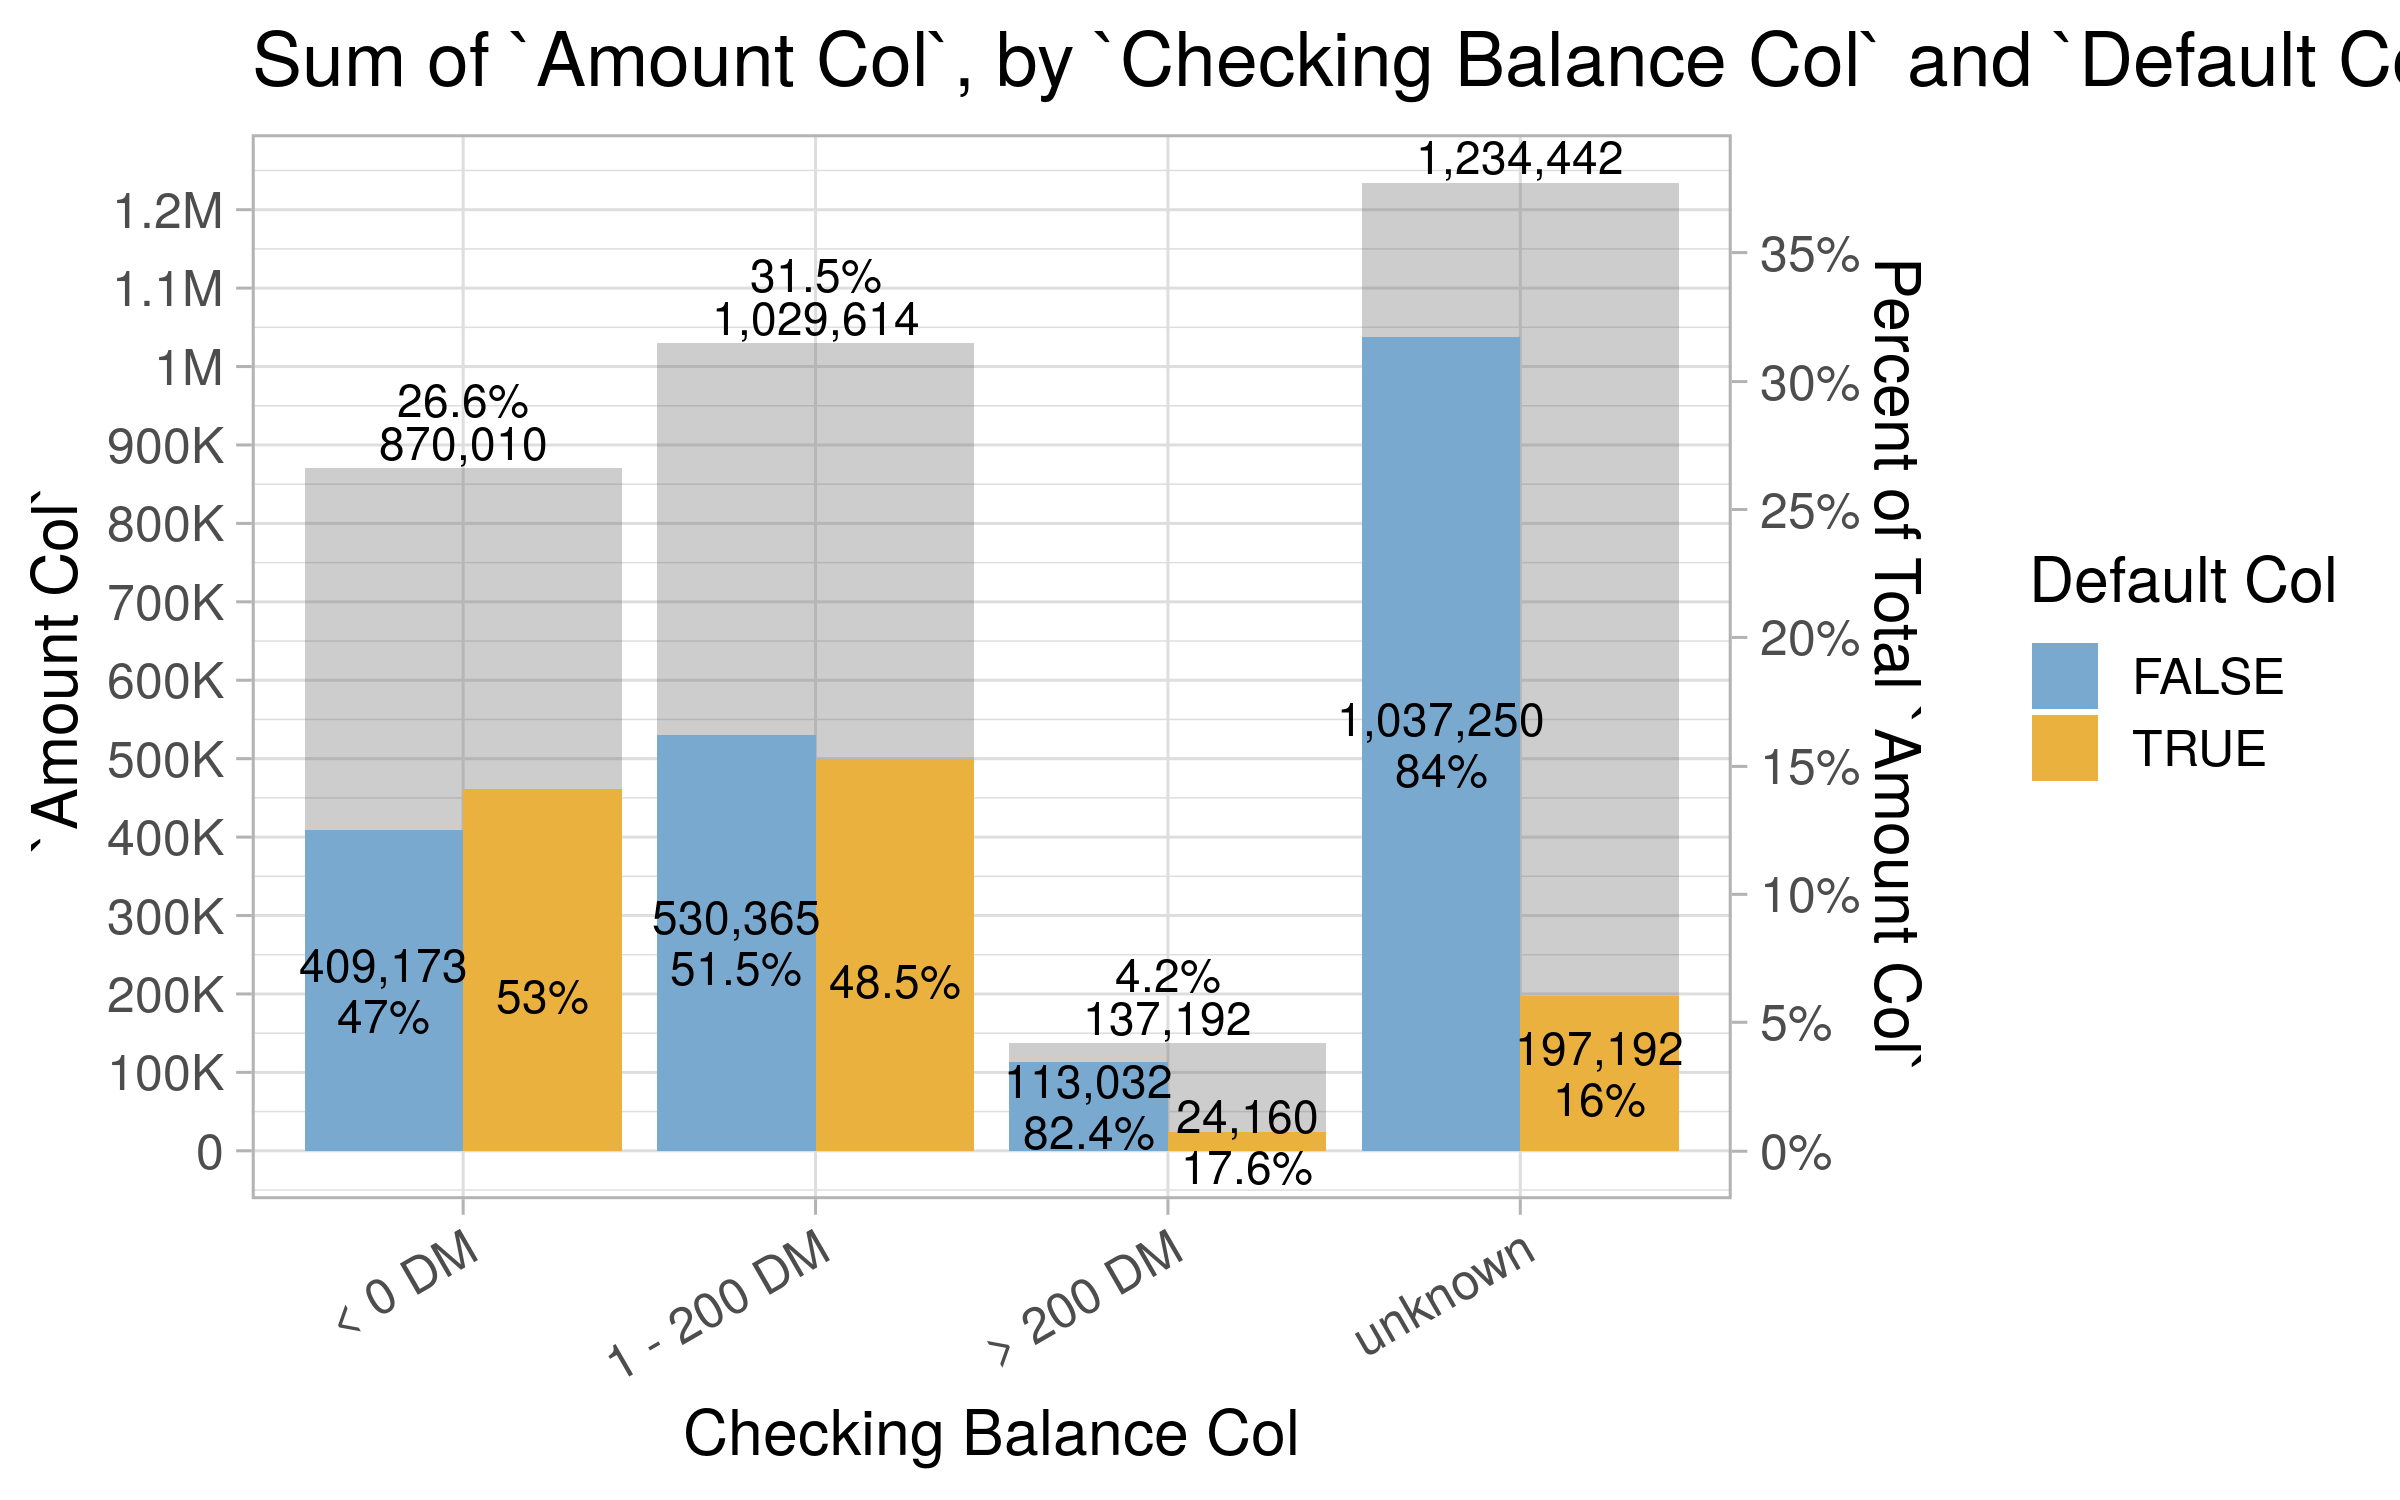 Sum of `Amount Col`, by `Checking Balance Col` and `Default Co
`Amount Col`
1.2M
1.1M
1M
900K
800K
700K
600K
500K
400K
300K
200K
100K
0
26.6%
870,010
409,173
47%
53%
31.5%
1,029,614
530,365
51.5%
48.5%
4.2%
137,192
113,032
82.4%
24,160
17.6%
1,234,442
1,037,250
84%
197,192
16%
35%
30%
25%
20%
15%
10%
5%
0%
Percent of Total `Amount Col`
Default Col
FALSE
TRUE
< 0 DM
1 - 200 DM
> 200 DM
unknown
Checking Balance Col